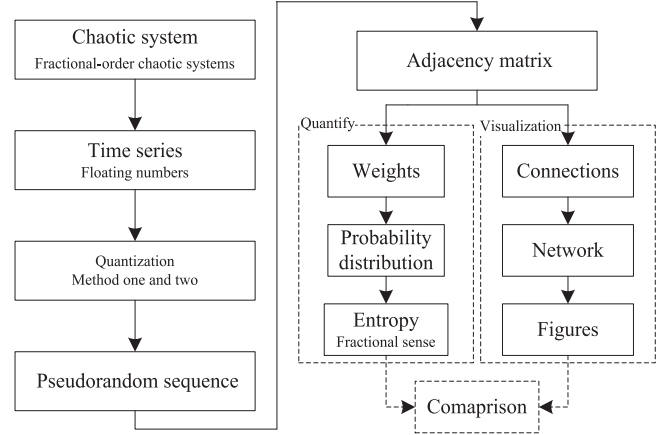 Chaotic system
Fractional-order chaotic systems
Time series
Floating numbers
Quantization
Method one and two
Pseudorandom sequence
Adjacency matrix
Quantify
Weights
Probability
distribution
Entropy
Fractional sense
Visualization
Connections
Network
Figures
Comaprison